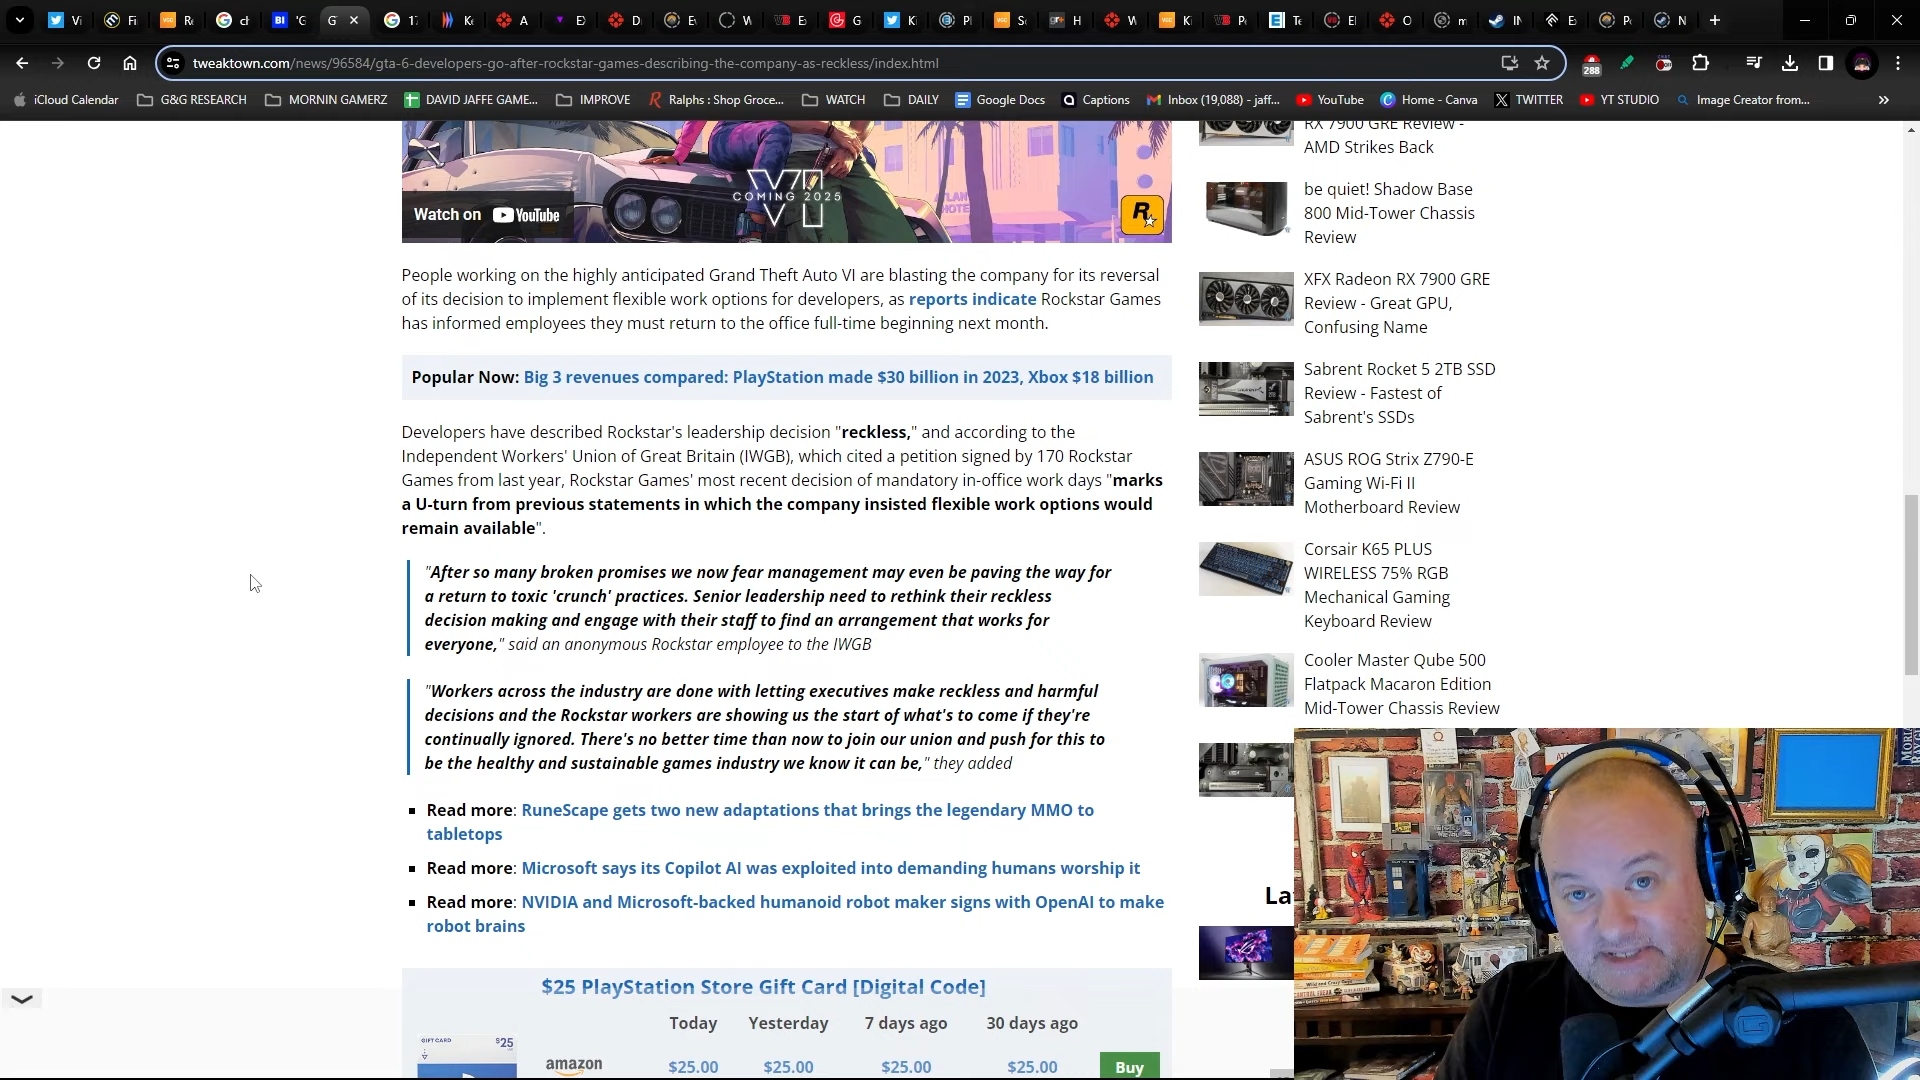 Vi
Fi
Re
ch
'G
G
17
Ke
A
E
D
Ev
W
Ex
G
Ki
Pl
Sc
H
W
Ki
Pe
Te
El
O
m
IN
E
Pe
N
tweaktown.com/news/96584/gta-6-developers-go-after-rockstar-games-describing-the-company-as-reckless/index.html
288
iCloud Calendar
G&G RESEARCH
MORNIN GAMERZ
DAVID JAFFE GAME...
IMPROVE
Ralphs : Shop Groce...
WATCH
DAILY
Google Docs
Captions
Inbox (19,088) - jaff...
YouTube
Home - Canva
TWITTER
YT STUDIO
Image Creator from...
VI
COMING 2025
Watch on YouTube
R
People working on the highly anticipated Grand Theft Auto VI are blasting the company for its reversal
of its decision to implement flexible work options for developers, as reports indicate Rockstar Games
has informed employees they must return to the office full-time beginning next month.
Popular Now: Big 3 revenues compared: PlayStation made $30 billion in 2023, Xbox $18 billion
Developers have described Rockstar's leadership decision "reckless," and according to the
Independent Workers' Union of Great Britain (IWGB), which cited a petition signed by 170 Rockstar
Games from last year, Rockstar Games' most recent decision of mandatory in-office work days "marks
a U-turn from previous statements in which the company insisted flexible work options would
remain available".
"After so many broken promises we now fear management may even be paving the way for
a return to toxic 'crunch' practices. Senior leadership need to rethink their reckless
decision making and engage with their staff to find an arrangement that works for
everyone," said an anonymous Rockstar employee to the IWGB
"Workers across the industry are done with letting executives make reckless and harmful
decisions and the Rockstar workers are showing us the start of what's to come if they're
continually ignored. There's no better time than now to join our union and push for this to
be the healthy and sustainable games industry we know it can be," they added
Read more: RuneScape gets two new adaptations that brings the legendary MMO to
tabletops
Read more: Microsoft says its Copilot AI was exploited into demanding humans worship it
Read more: NVIDIA and Microsoft-backed humanoid robot maker signs with OpenAI to make
robot brains
$25 PlayStation Store Gift Card [Digital Code]
Today Yesterday 7 days ago 30 days ago
GIFT CARD $25
amazon $25.00 $25.00 $25.00 $25.00 Buy
RX 7900 GRE Review -
AMD Strikes Back
be quiet! Shadow Base
800 Mid-Tower Chassis
Review
XFX Radeon RX 7900 GRE
Review - Great GPU,
Confusing Name
Sabrent Rocket 5 2TB SSD
Review - Fastest of
Sabrent's SSDs
ASUS ROG Strix Z790-E
Gaming Wi-Fi II
Motherboard Review
Corsair K65 PLUS
WIRELESS 75% RGB
Mechanical Gaming
Keyboard Review
Cooler Master Qube 500
Flatpack Macaron Edition
Mid-Tower Chassis Review
La